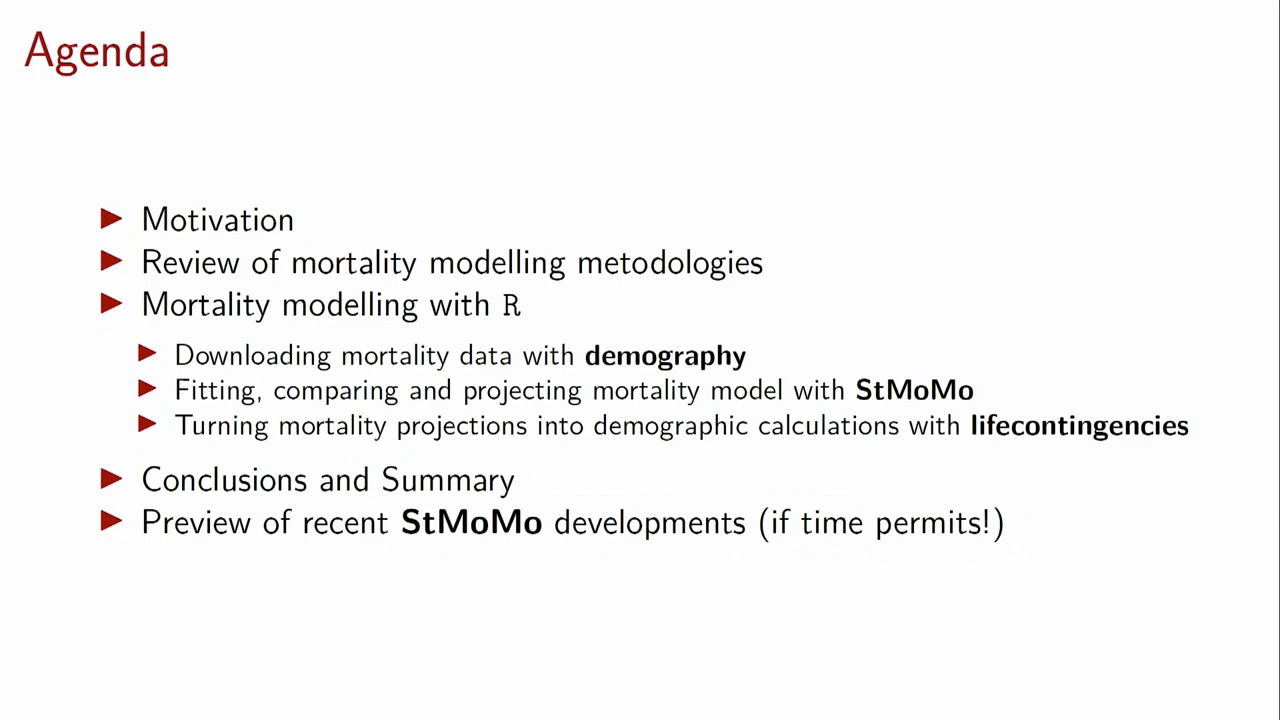 Agenda
Motivation
Review of mortality modelling metodologies
Mortality modelling with R
Downloading mortality data with demography
Fitting, comparing and projecting mortality model with StMoMo
Turning mortality projections into demographic calculations with lifecontingencies
Conclusions and Summary
Preview of recent StMoMo developments (if time permits!)